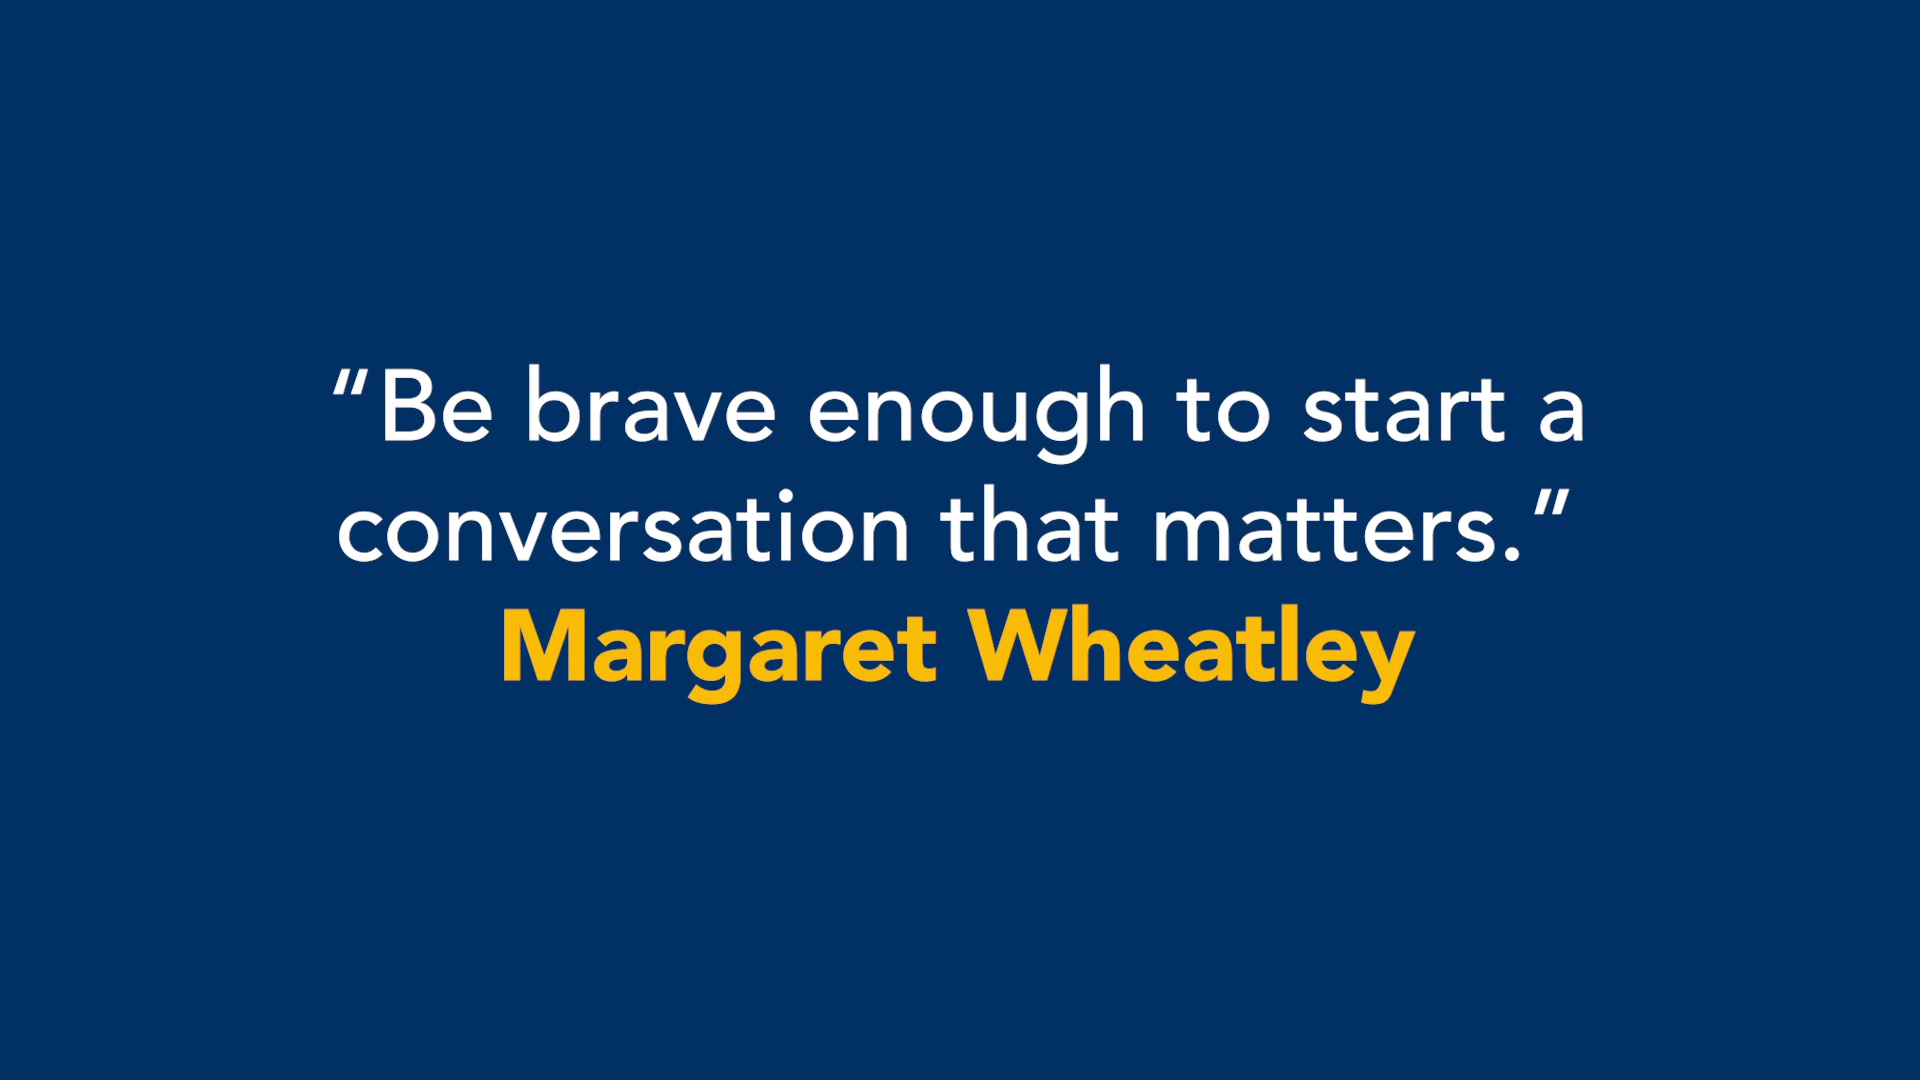 “Be brave enough to start a
conversation that matters.”
Margaret Wheatley